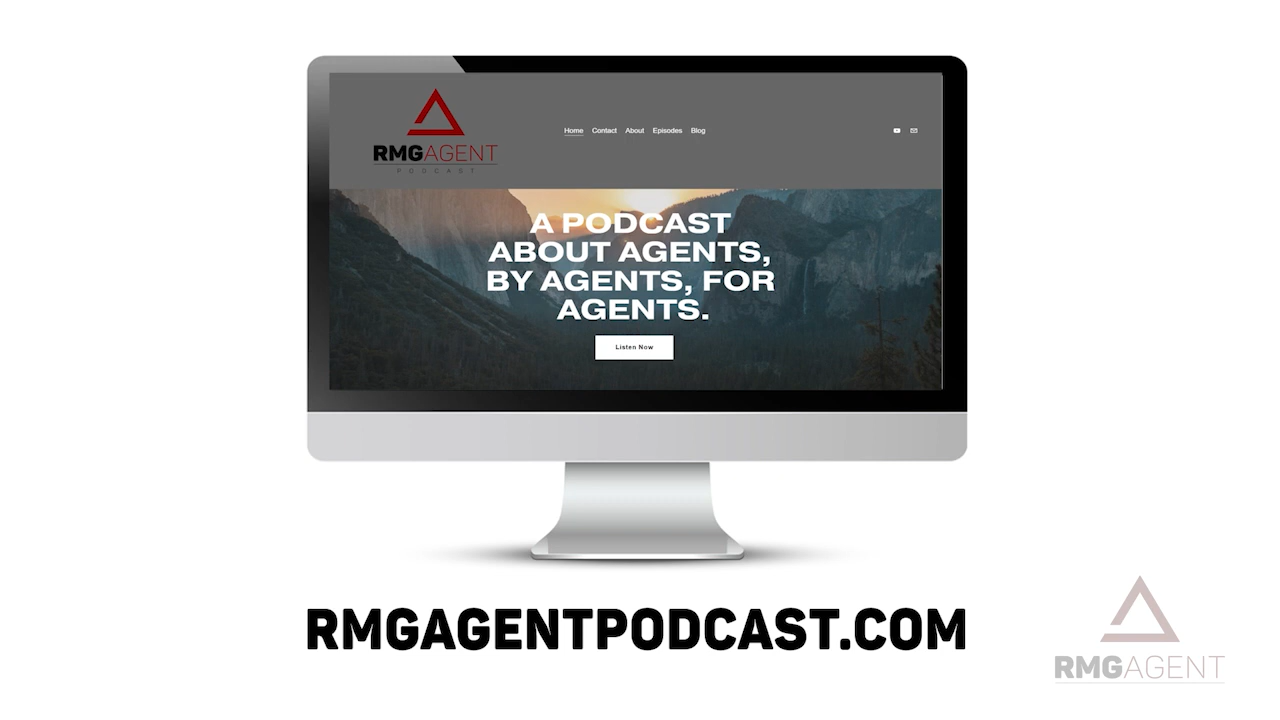 RMGAGENT
PODCAST
Home Contact About Episodes Blog
A PODCAST
ABOUT AGENTS,
BY AGENTS, FOR
AGENTS.
Listen Now
RMGAGENTPODCAST.COM
RMGAGENT